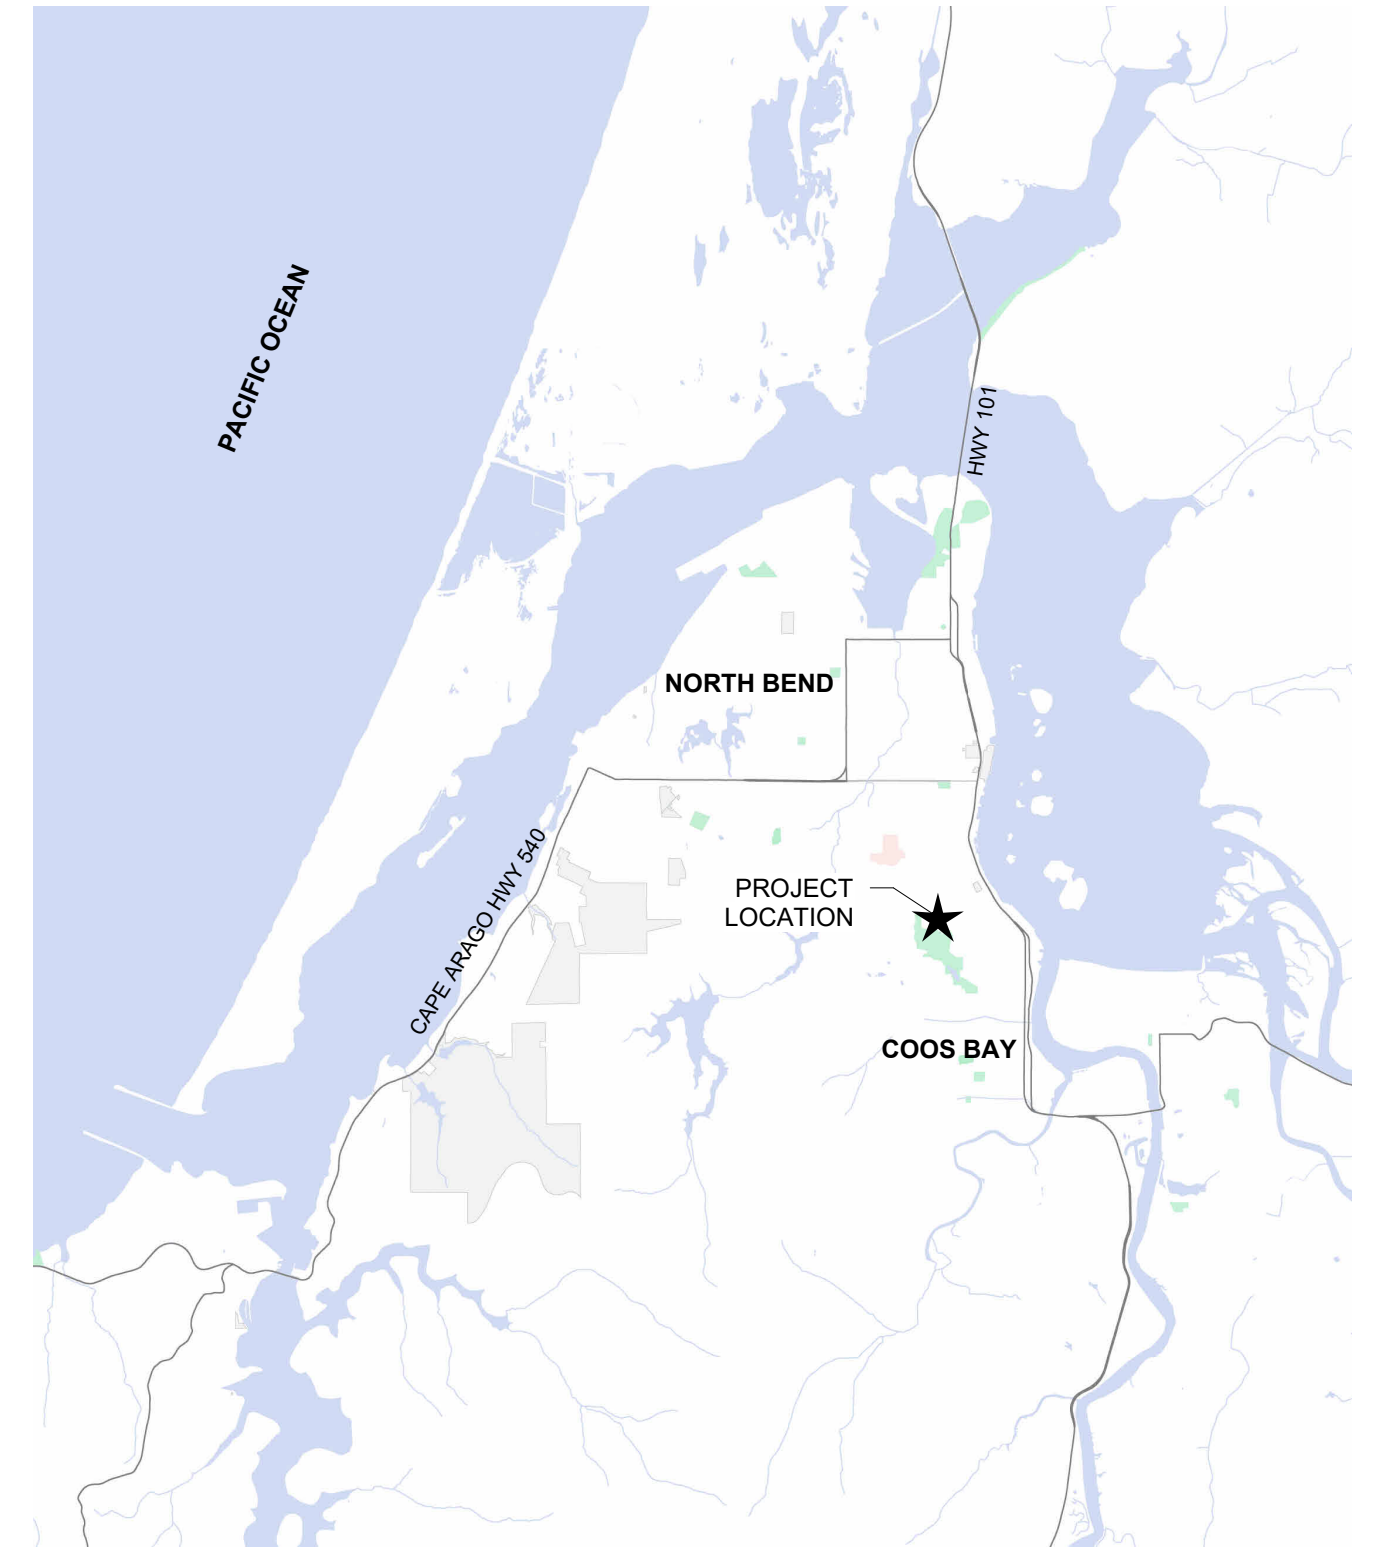 PACIFIC OCEAN
HWY 101
NORTH BEND
CAPE ARAGO HWY 540
PROJECT
LOCATION
COOS BAY